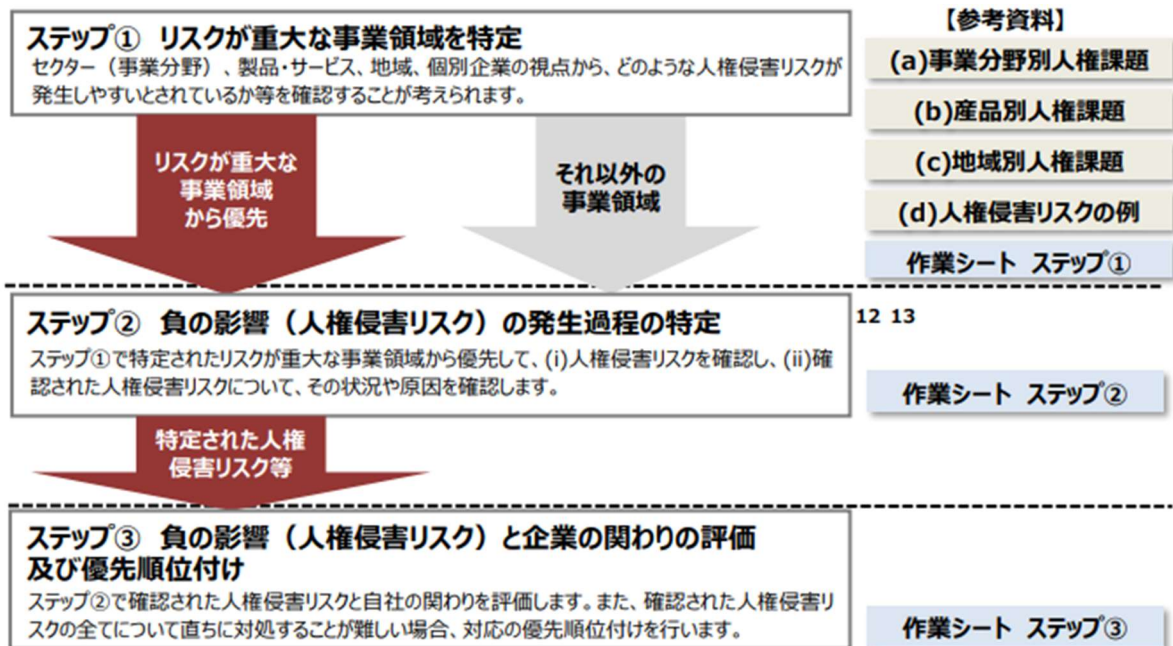 ステップ① リスクが重大な事業領域を特定
セクター（事業分野）、製品・サービス、地域、個別企業の視点から、どのような人権侵害リスクが
発生しやすいとされているか等を確認することが考えられます。
【参考資料】
(a)事業分野別人権課題
(b)産品別人権課題
(c)地域別人権課題
(d)人権侵害リスクの例
作業シート ステップ①
リスクが重大な
事業領域
から優先
それ以外の
事業領域
ステップ② 負の影響（人権侵害リスク）の発生過程の特定
ステップ①で特定されたリスクが重大な事業領域から優先して、(i)人権侵害リスクを確認し、(ii)確
認された人権侵害リスクについて、その状況や原因を確認します。
12 13
作業シート ステップ②
特定された人権
侵害リスク等
ステップ③ 負の影響（人権侵害リスク）と企業の関わりの評価
及び優先順位付け
ステップ②で確認された人権侵害リスクと自社の関わりを評価します。また、確認された人権侵害リ
スクの全てについて直ちに対処することが難しい場合、対応の優先順位付けを行います。
作業シート ステップ③